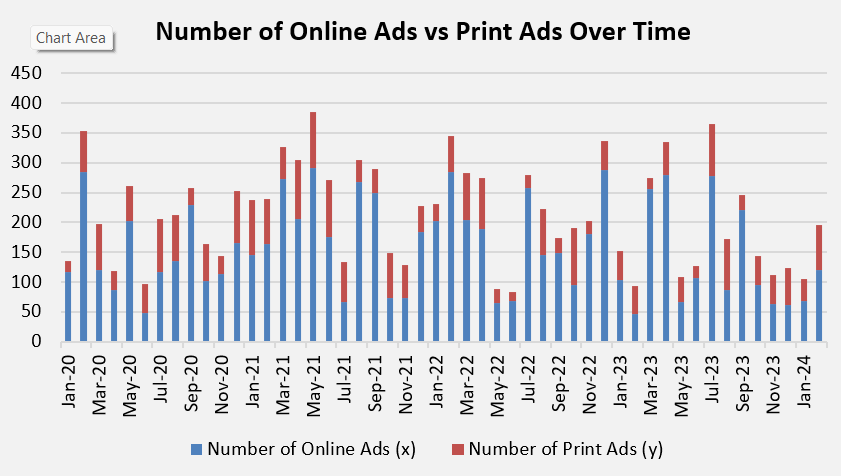 Number of Online Ads vs Print Ads Over Time
Chart Area
450
400
350
300
250
200
150
100
50
0
Jan-20
Mar-20
May-20
Jul-20
Sep-20
Nov-20
Jan-21
Mar-21
May-21
Jul-21
Sep-21
Nov-21
Jan-22
Mar-22
May-22
Jul-22
Sep-22
Nov-22
Jan-23
Mar-23
May-23
Jul-23
Sep-23
Nov-23
Jan-24
Number of Online Ads (x)
Number of Print Ads (y)